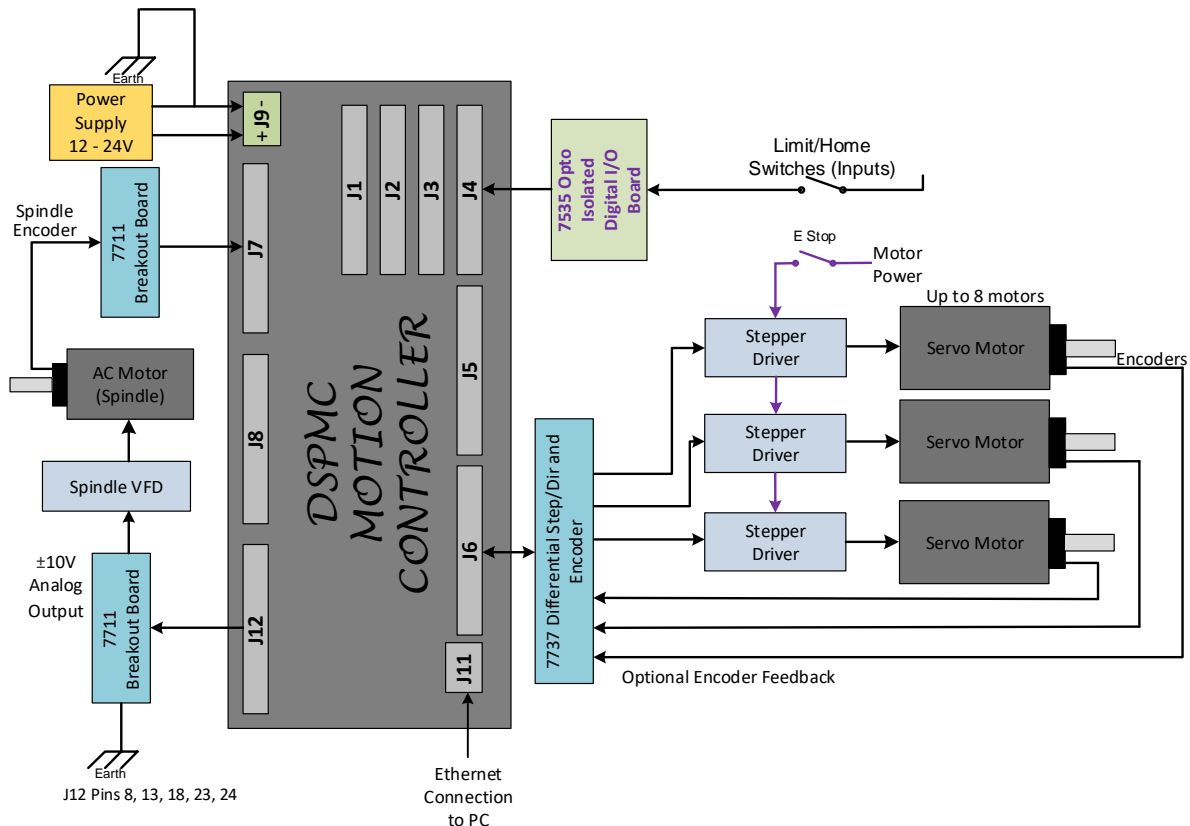 Earth
Power
Supply
12 - 24V
+J9-
J1
J2
J3
J4
7535 Opto
Isolated
Digital I/O
Board
Limit/Home
Switches (Inputs)
Spindle
Encoder
7711
Breakout Board
J7
E Stop
Motor
Power
Up to 8 motors
Stepper
Driver
Servo Motor
Encoders
AC Motor
(Spindle)
J8
DSPMC
MOTION
CONTROLLER
J5
Stepper
Driver
Servo Motor
Spindle VFD
Stepper
Driver
Servo Motor
±10V
Analog
Output
7711
Breakout Board
J12
J6
7737 Differential Step/Dir and
Encoder
J11
Optional Encoder Feedback
Earth
J12 Pins 8, 13, 18, 23, 24
Ethernet
Connection
to PC